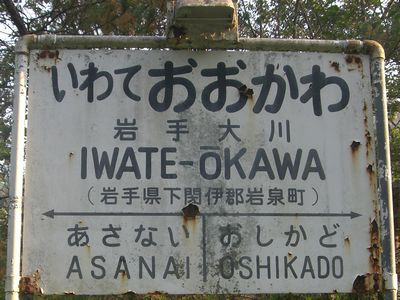 いわておおかわ
岩手大川
IWATE-ŌKAWA
（岩手県下閉伊郡岩泉町）
あさない おしかど
ASANAI OSHIKADO